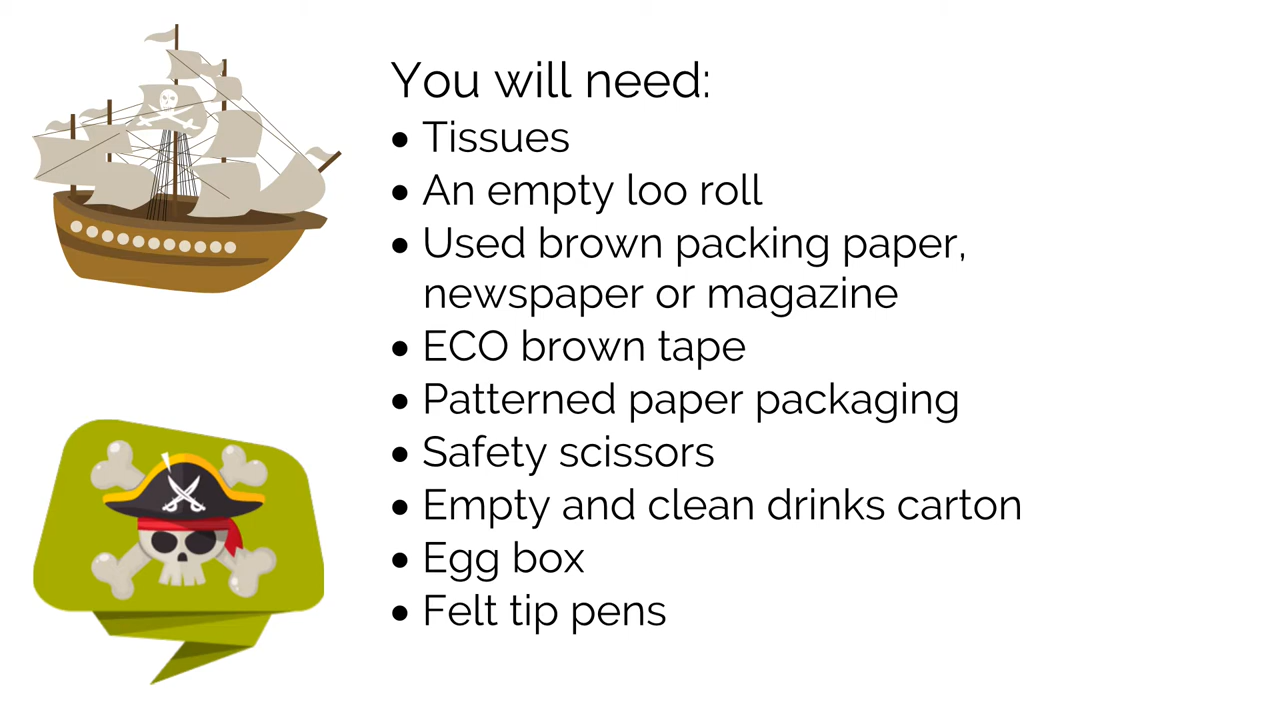 You will need:
• Tissues
• An empty loo roll
• Used brown packing paper,
newspaper or magazine
• ECO brown tape
• Patterned paper packaging
• Safety scissors
• Empty and clean drinks carton
• Egg box
• Felt tip pens